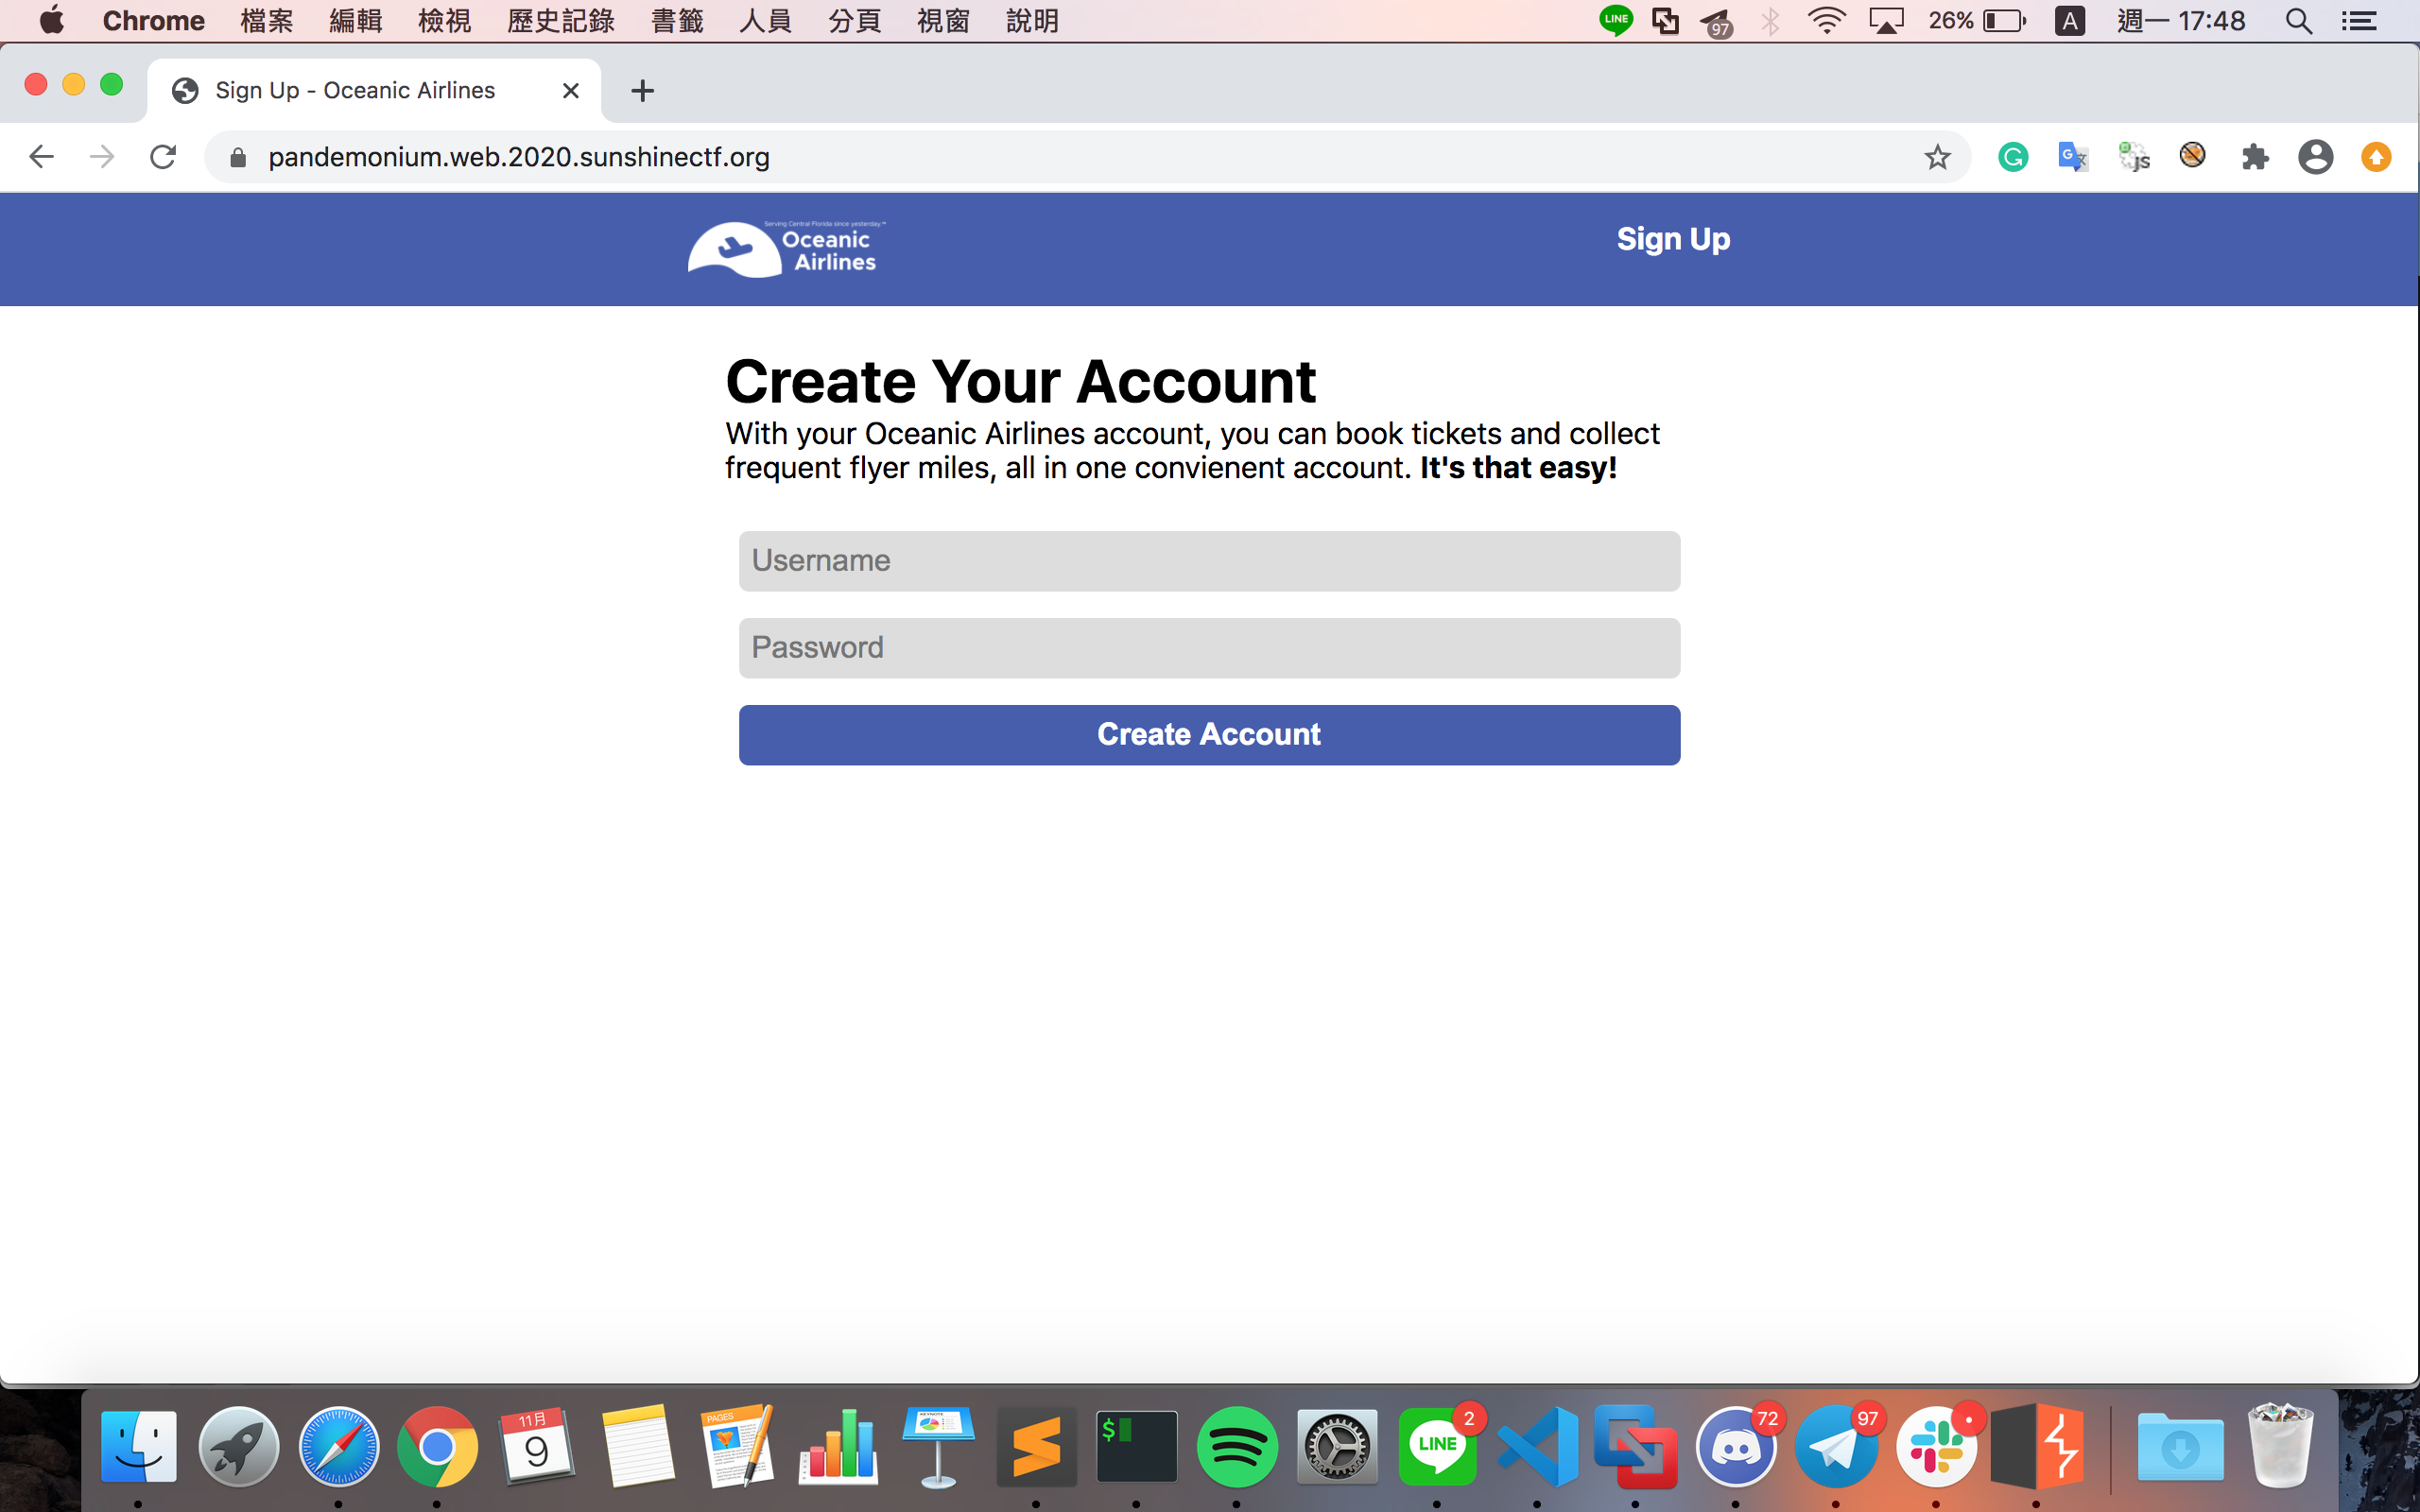 Chrome 檔案 編輯 檢視 歷史記錄 書籤 人員 分頁 視窗 說明 LINE 97 26% A 週一 17:48
Sign Up - Oceanic Airlines
pandemonium.web.2020.sunshinectf.org
Serving Central Florida since yesterday.™
Oceanic
Airlines
Sign Up
Create Your Account
With your Oceanic Airlines account, you can book tickets and collect
frequent flyer miles, all in one convienent account. It's that easy!
Username
Password
Create Account
11月
9
PAGES
KEYNOTE
$
LINE
2
72
97